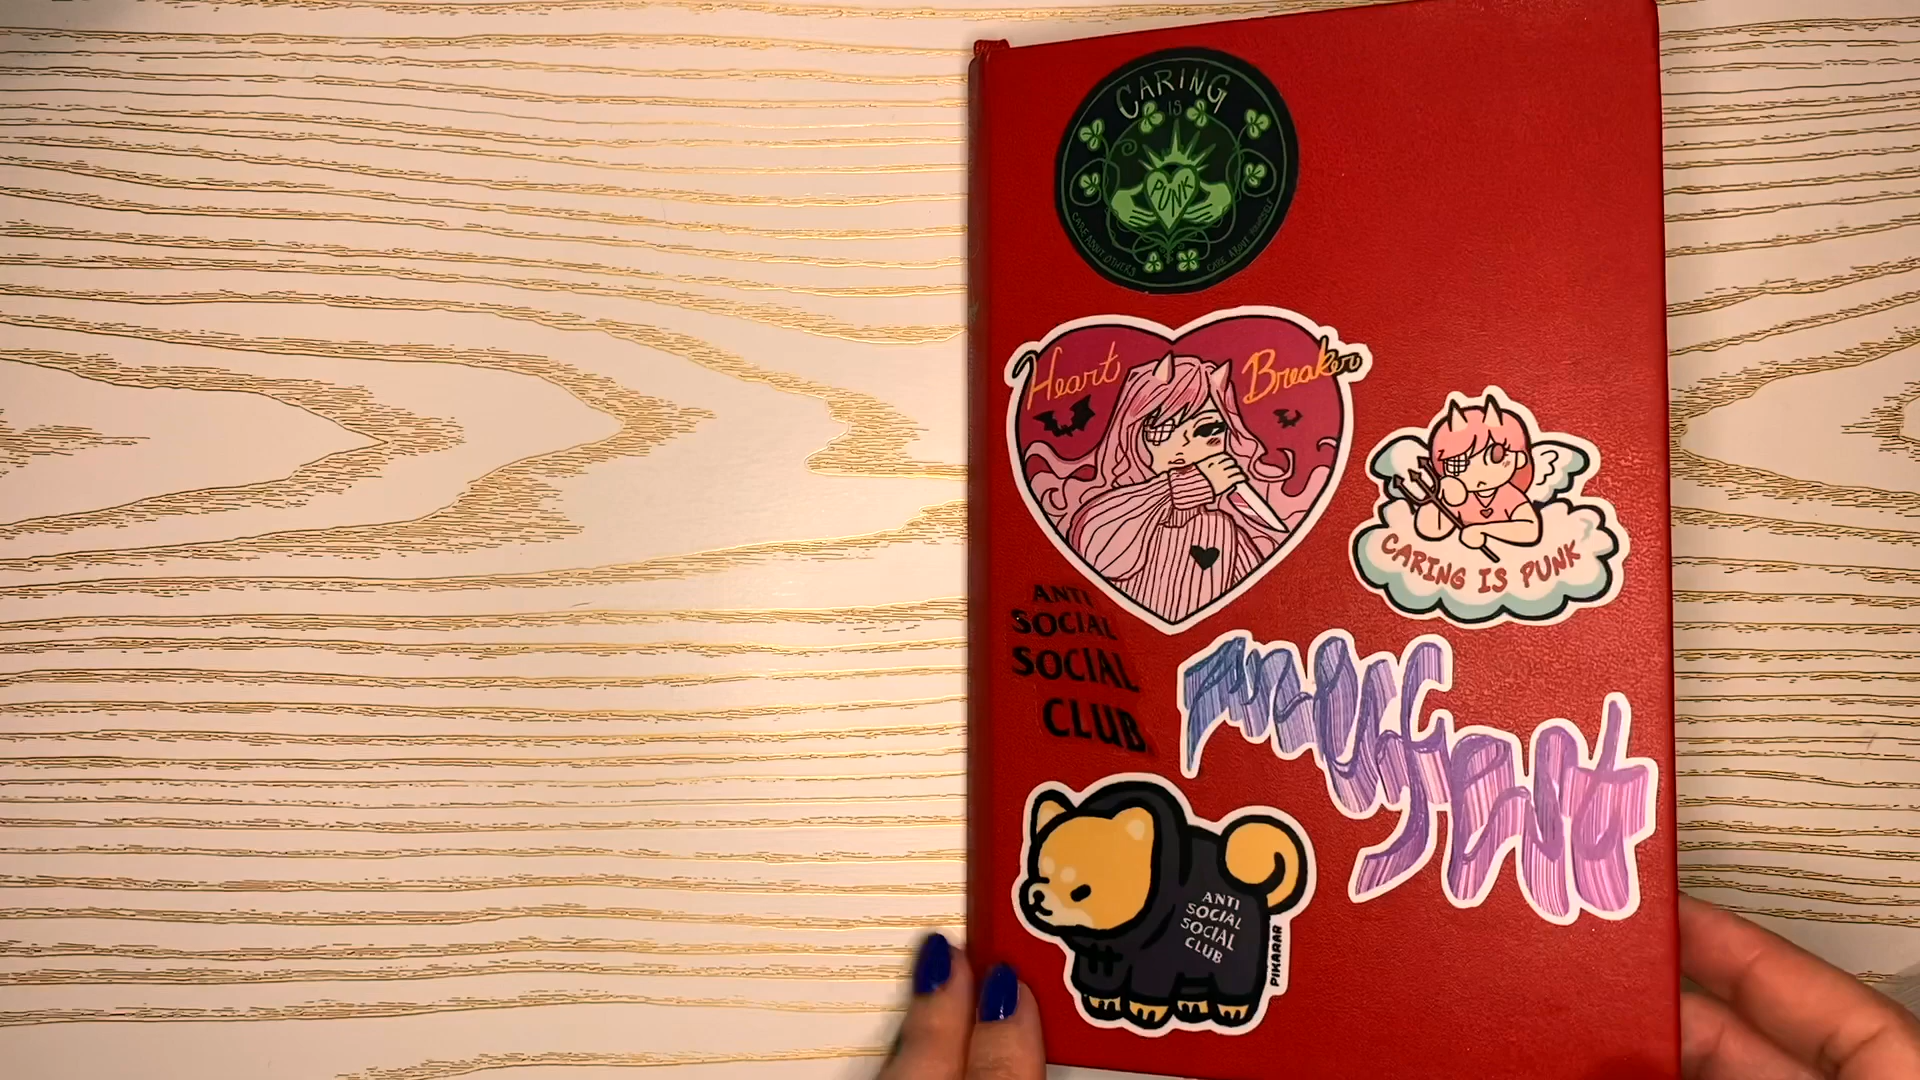 CARING
IS
PUNK
CARE ABOUT OTHERS
CARE ABOUT YOURSELF
Heart Breaker
CARING IS PUNK
ANTI
SOCIAL
SOCIAL
CLUB
ANTI
SOCIAL
SOCIAL
CLUB
PIKARAR